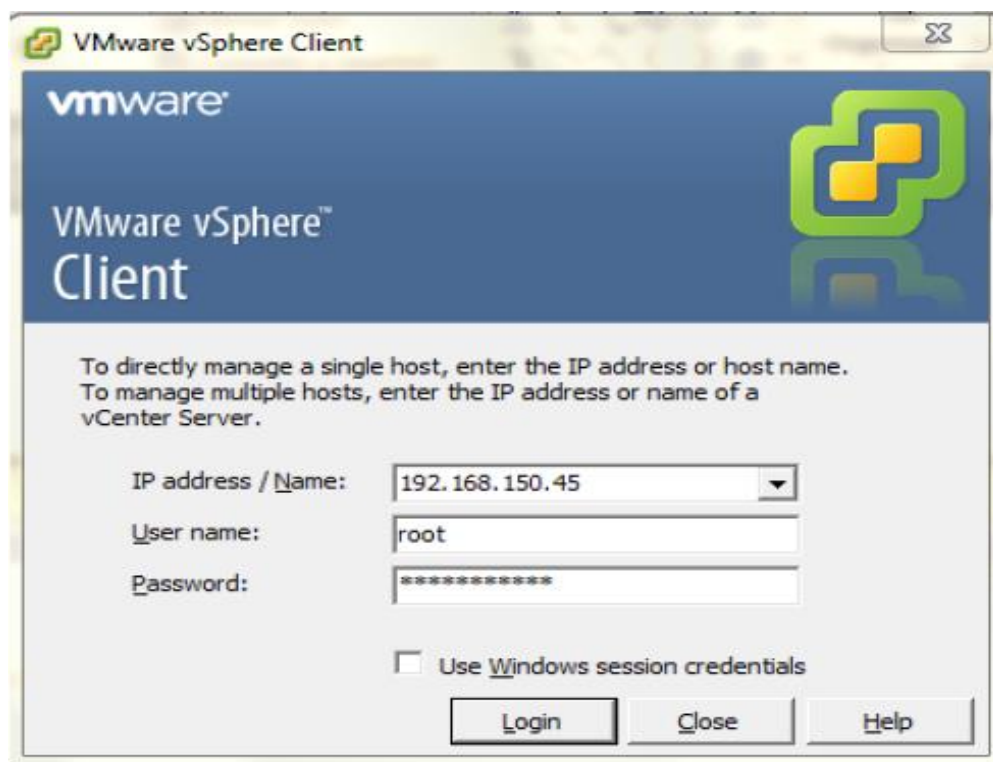 VMware vSphere Client
vmware
VMware vSphere™
Client
To directly manage a single host, enter the IP address or host name.
To manage multiple hosts, enter the IP address or name of a
vCenter Server.
IP address / Name: 192.168.150.45
User name: root
Password: ***********
Use Windows session credentials
Login Close Help